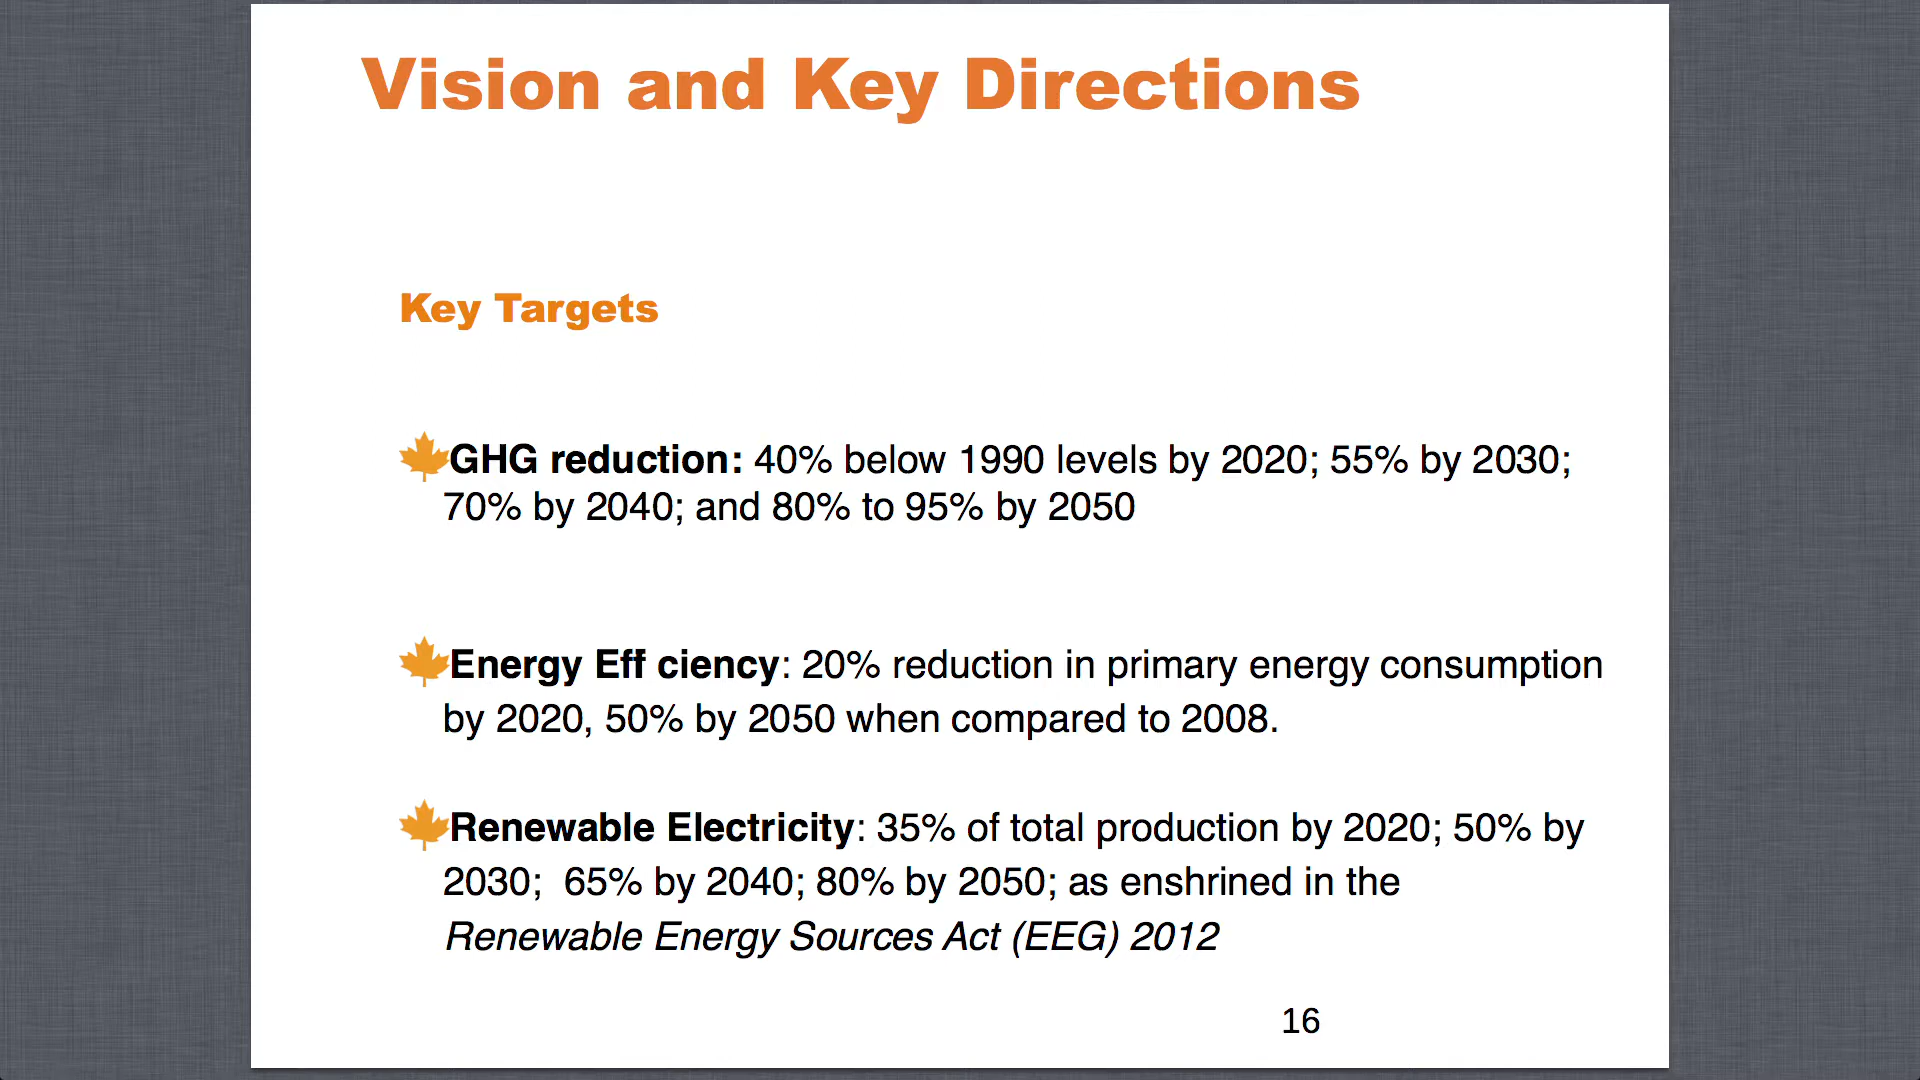 Vision and Key Directions
Key Targets
GHG reduction: 40% below 1990 levels by 2020; 55% by 2030;
70% by 2040; and 80% to 95% by 2050
Energy Eff ciency: 20% reduction in primary energy consumption
by 2020, 50% by 2050 when compared to 2008.
Renewable Electricity: 35% of total production by 2020; 50% by
2030;  65% by 2040; 80% by 2050; as enshrined in the
Renewable Energy Sources Act (EEG) 2012
16